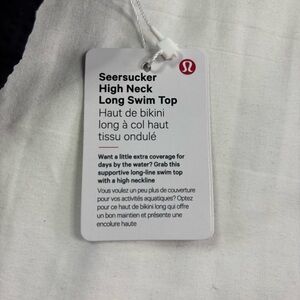 Seersucker
High Neck
Long Swim Top
Haut de bikini
long à col haut
tissu ondulé
Want a little extra coverage for
days by the water? Grab this
supportive long-line swim top
with a high neckline
Vous voulez un peu plus de couverture
pour vos activités aquatiques? Optez
pour ce haut de bikini long qui offre
un bon maintien et présente une
encolure haute